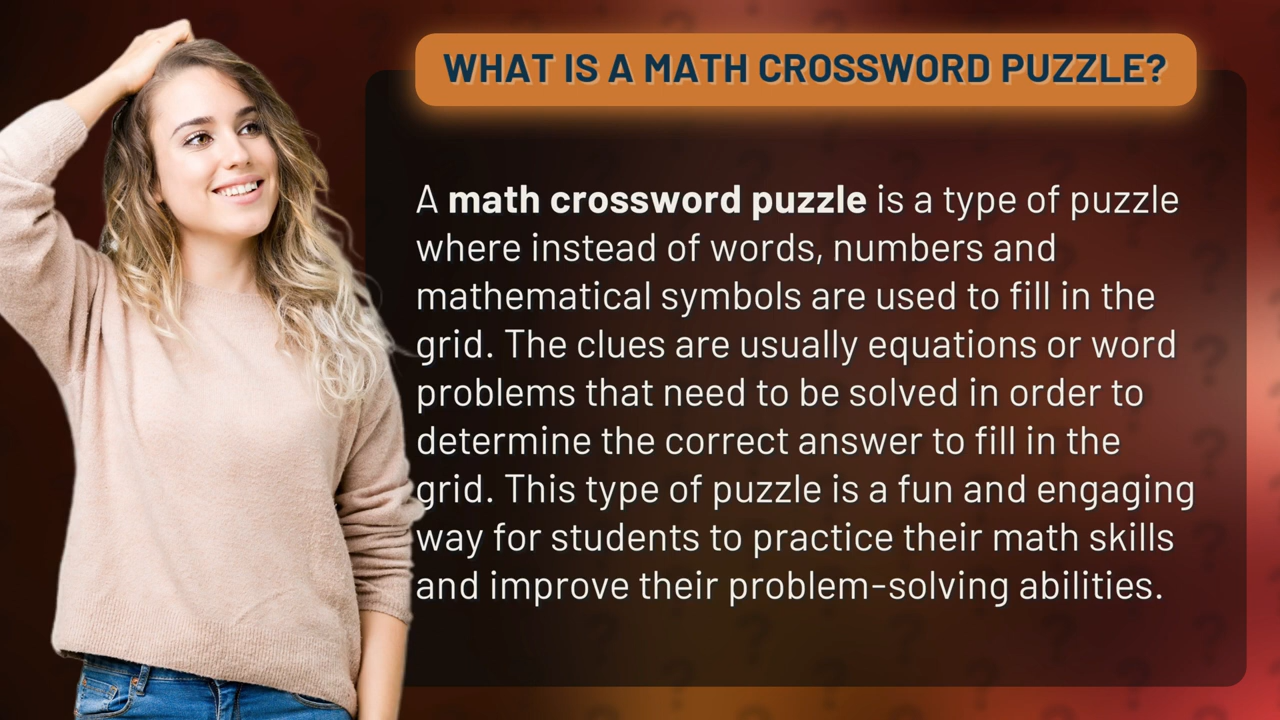 WHAT IS A MATH CROSSWORD PUZZLE?
A math crossword puzzle is a type of puzzle
where instead of words, numbers and
mathematical symbols are used to fill in the
grid. The clues are usually equations or word
problems that need to be solved in order to
determine the correct answer to fill in the
grid. This type of puzzle is a fun and engaging
way for students to practice their math skills
and improve their problem-solving abilities.